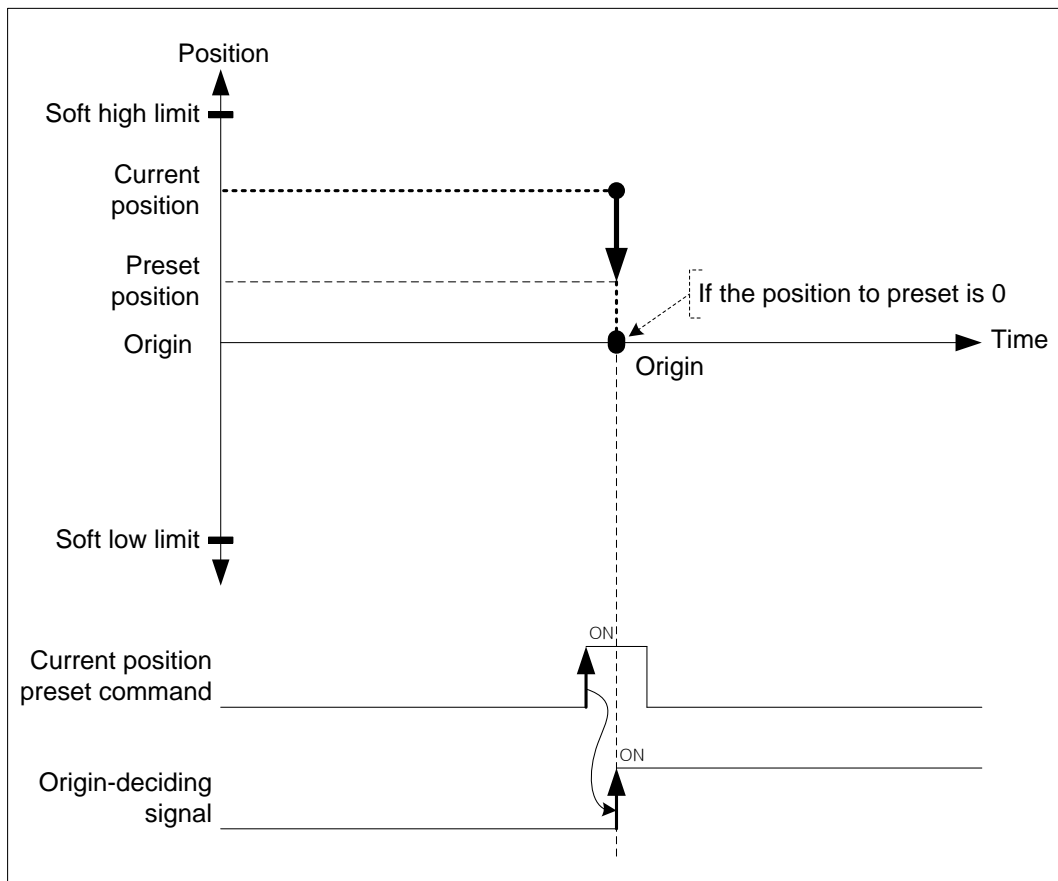 Position
Soft high limit
Current
position
Preset
position
If the position to preset is 0
Origin
Time
Origin
Soft low limit
ON
Current position
preset command
ON
Origin-deciding
signal